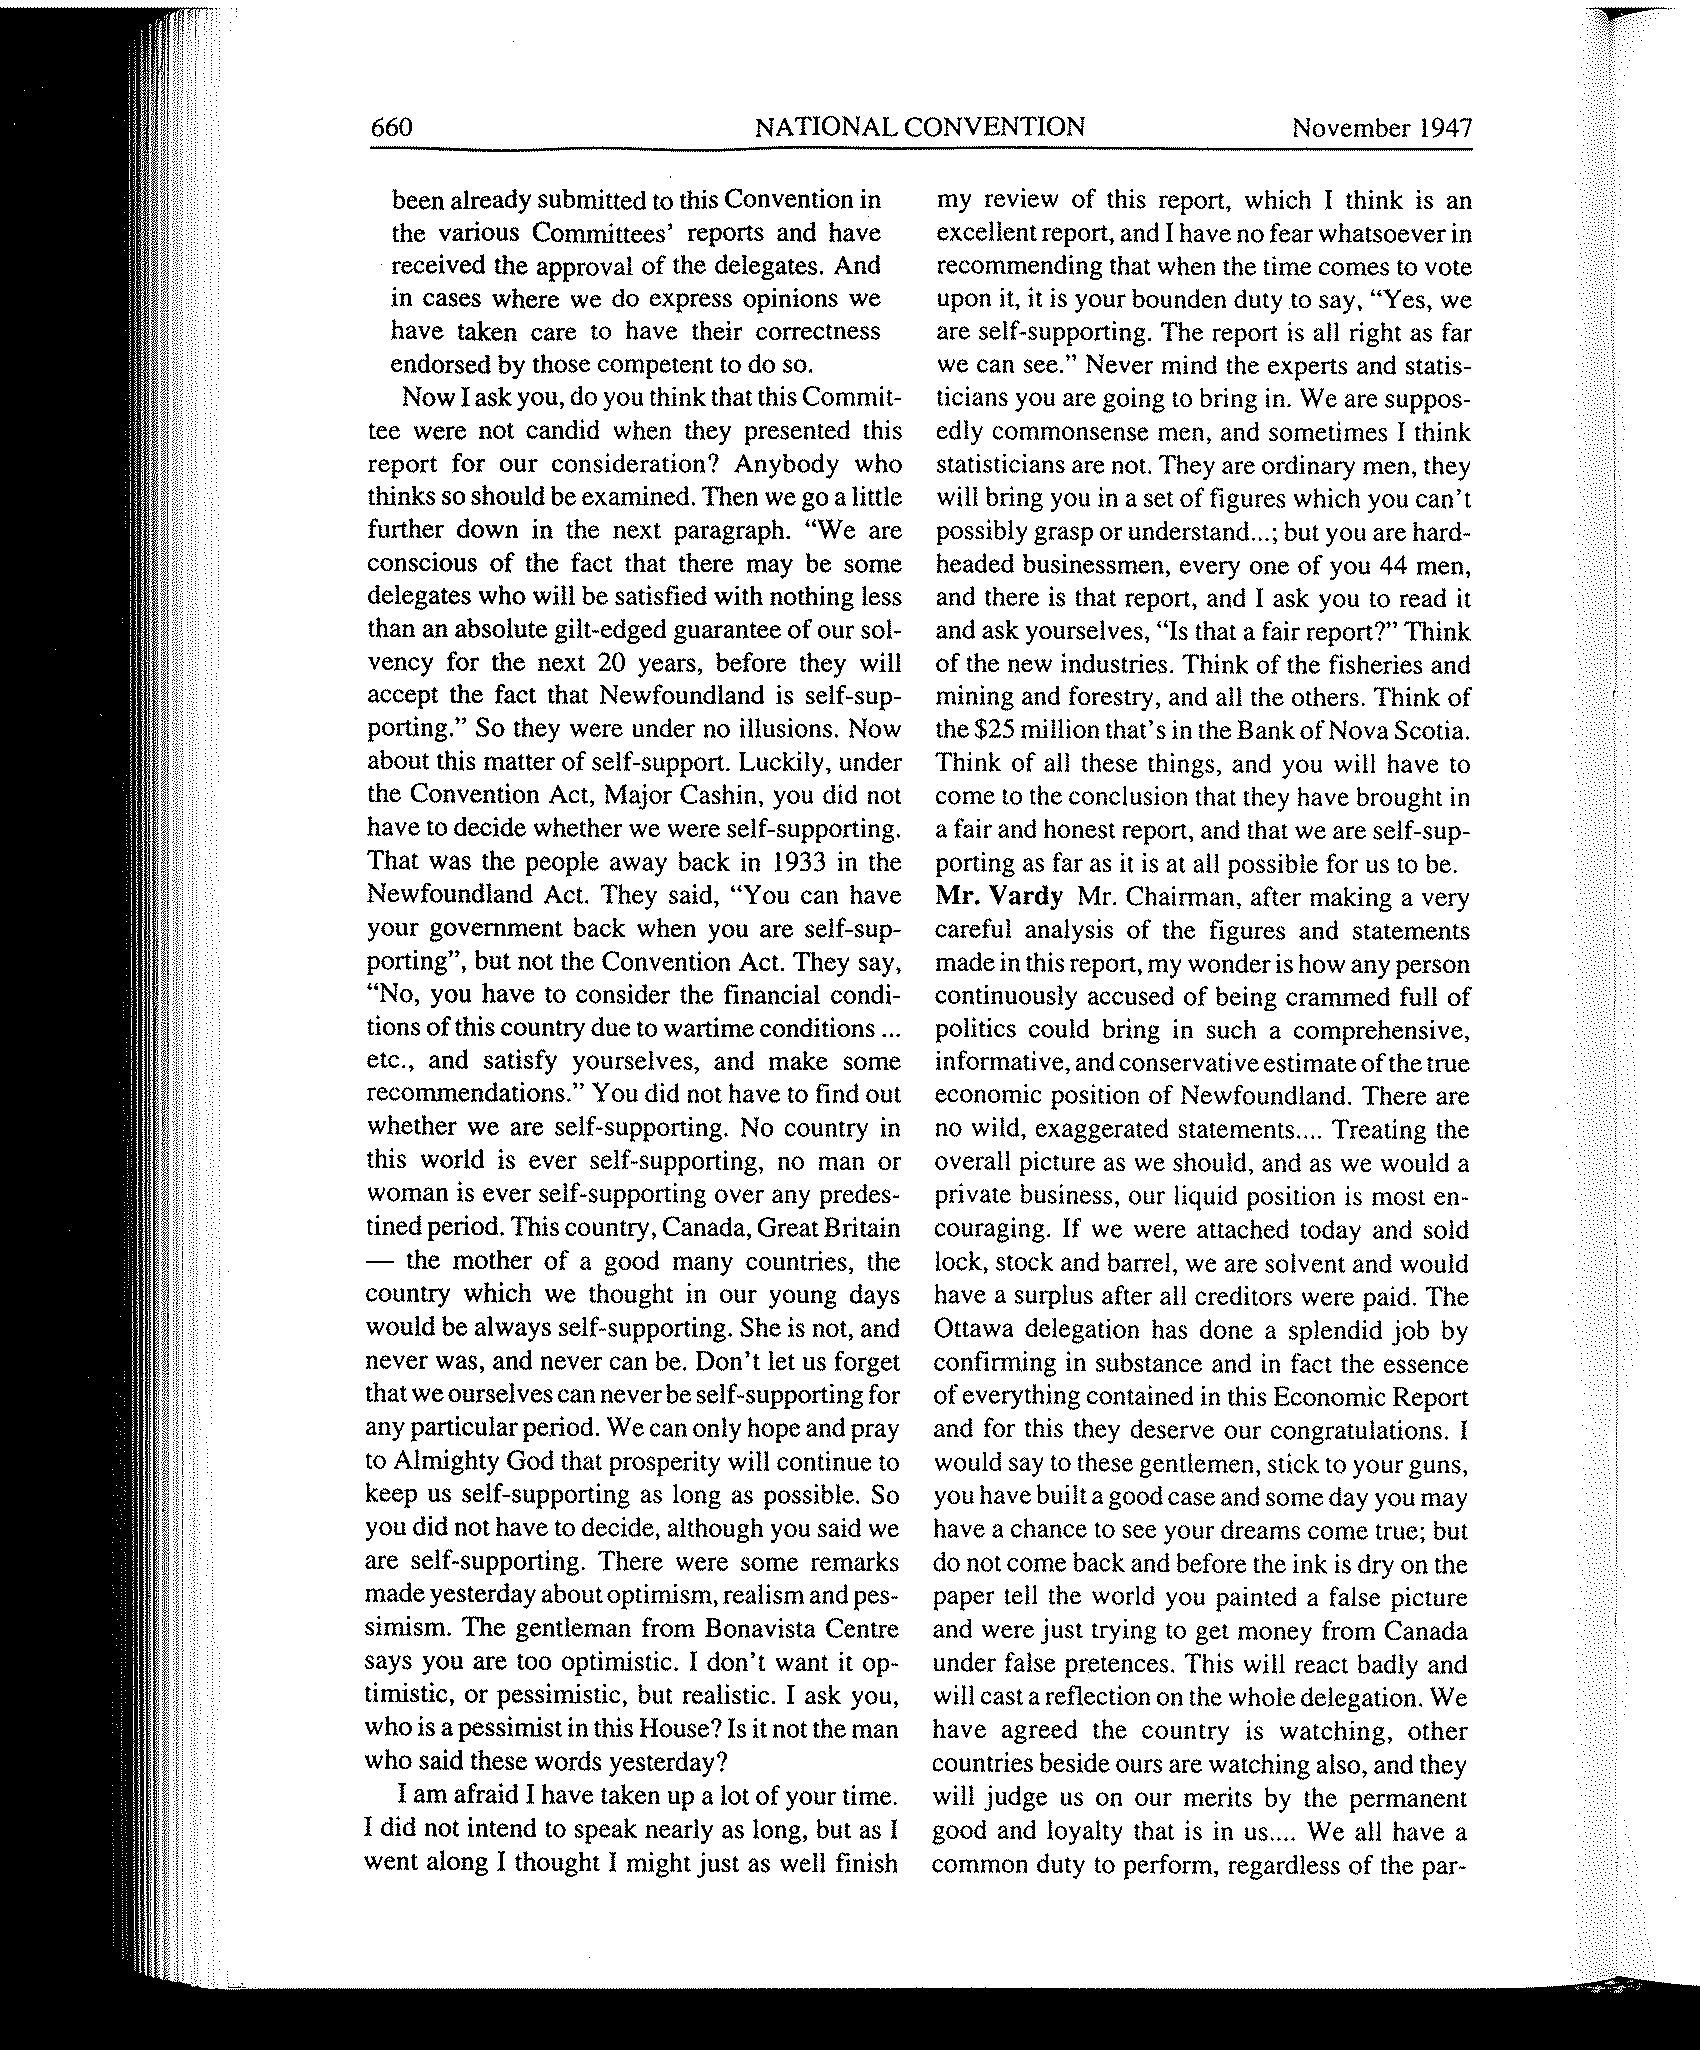 660 NATIONAL CONVENTION November 1947
been already submitted to this Convention in
the various Committees' reports and have
received the approval of the delegates. And
in cases where we do express opinions we
have taken care to have their correctness
endorsed by those competent to do so.
Now I ask you, do you think that this Commit-
tee were not candid when they presented this
report for our consideration? Anybody who
thinks so should be examined. Then we go a little
further down in the next paragraph. "We are
conscious of the fact that there may be some
delegates who will be satisfied with nothing less
than an absolute gilt-edged guarantee of our sol-
vency for the next 20 years, before they will
accept the fact that Newfoundland is self-sup-
porting." So they were under no illusions. Now
about this matter of self-support. Luckily, under
the Convention Act, Major Cashin, you did not
have to decide whether we were self-supporting.
That was the people away back in 1933 in the
Newfoundland Act. They said, "You can have
your government back when you are self-sup-
porting", but not the Convention Act. They say,
"No, you have to consider the financial condi-
tions of this country due to wartime conditions ...
etc., and satisfy yourselves, and make some
recommendations." You did not have to find out
whether we are self-supporting. No country in
this world is ever self-supporting, no man or
woman is ever self-supporting over any predes-
tined period. This country, Canada, Great Britain
— the mother of a good many countries, the
country which we thought in our young days
would be always self-supporting. She is not, and
never was, and never can be. Don't let us forget
that we ourselves can never be self-supporting for
any particular period. We can only hope and pray
to Almighty God that prosperity will continue to
keep us self-supporting as long as possible. So
you did not have to decide, although you said we
are self-supporting. There were some remarks
made yesterday about optimism, realism and pes-
simism. The gentleman from Bonavista Centre
says you are too optimistic. I don't want it op-
timistic, or pessimistic, but realistic. I ask you,
who is a pessimist in this House? Is it not the man
who said these words yesterday?
I am afraid I have taken up a lot of your time.
I did not intend to speak nearly as long, but as I
went along I thought I might just as well finish
my review of this report, which I think is an
excellent report, and I have no fear whatsoever in
recommending that when the time comes to vote
upon it, it is your bounden duty to say, "Yes, we
are self-supporting. The report is all right as far
we can see." Never mind the experts and statis-
ticians you are going to bring in. We are suppos-
edly commonsense men, and sometimes I think
statisticians are not. They are ordinary men, they
will bring you in a set of figures which you can't
possibly grasp or understand...; but you are hard-
headed businessmen, every one of you 44 men,
and there is that report, and I ask you to read it
and ask yourselves, "Is that a fair report?" Think
of the new industries. Think of the fisheries and
mining and forestry, and all the others. Think of
the $25 million that's in the Bank of Nova Scotia.
Think of all these things, and you will have to
come to the conclusion that they have brought in
a fair and honest report, and that we are self-sup-
porting as far as it is at all possible for us to be.
Mr. Vardy Mr. Chairman, after making a very
careful analysis of the figures and statements
made in this report, my wonder is how any person
continuously accused of being crammed full of
politics could bring in such a comprehensive,
informative, and conservative estimate of the true
economic position of Newfoundland. There are
no wild, exaggerated statements.... Treating the
overall picture as we should, and as we would a
private business, our liquid position is most en-
couraging. If we were attached today and sold
lock, stock and barrel, we are solvent and would
have a surplus after all creditors were paid. The
Ottawa delegation has done a splendid job by
confirming in substance and in fact the essence
of everything contained in this Economic Report
and for this they deserve our congratulations. I
would say to these gentlemen, stick to your guns,
you have built a good case and some day you may
have a chance to see your dreams come true; but
do not come back and before the ink is dry on the
paper tell the world you painted a false picture
and were just trying to get money from Canada
under false pretences. This will react badly and
will cast a reflection on the whole delegation. We
have agreed the country is watching, other
countries beside ours are watching also, and they
will judge us on our merits by the permanent
good and loyalty that is in us.... We all have a
common duty to perform, regardless of the par-